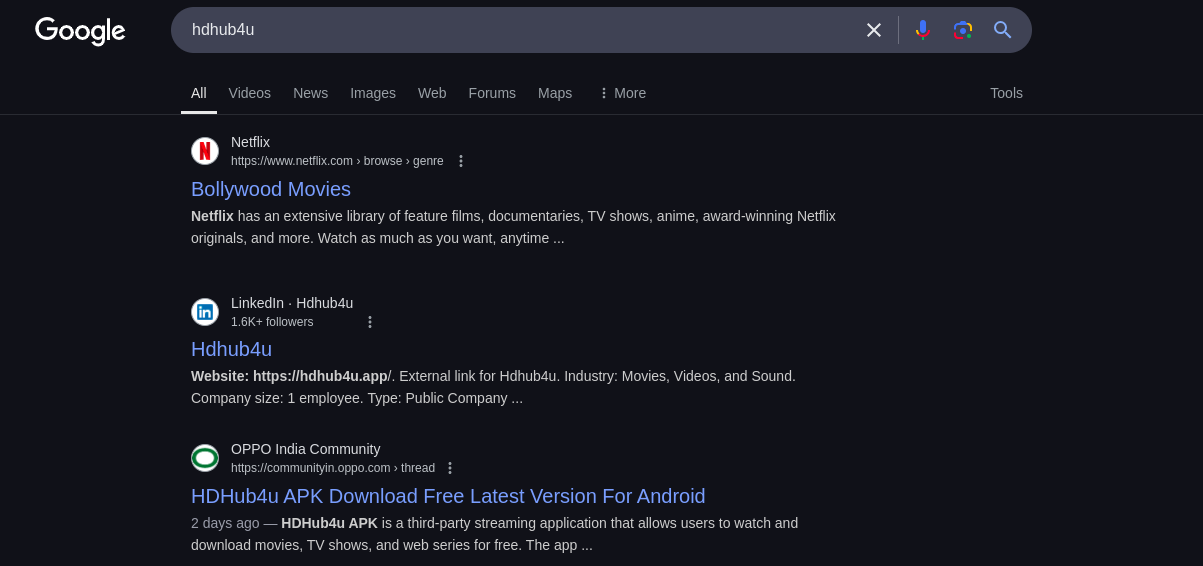 Google
hdhub4u
All Videos News Images Web Forums Maps More Tools
Netflix
https://www.netflix.com › browse › genre
Bollywood Movies
Netflix has an extensive library of feature films, documentaries, TV shows, anime, award-winning Netflix
originals, and more. Watch as much as you want, anytime ...
LinkedIn · Hdhub4u
1.6K+ followers
Hdhub4u
Website: https://hdhub4u.app/. External link for Hdhub4u. Industry: Movies, Videos, and Sound.
Company size: 1 employee. Type: Public Company ...
OPPO India Community
https://communityin.oppo.com › thread
HDHub4u APK Download Free Latest Version For Android
2 days ago — HDHub4u APK is a third-party streaming application that allows users to watch and
download movies, TV shows, and web series for free. The app ...